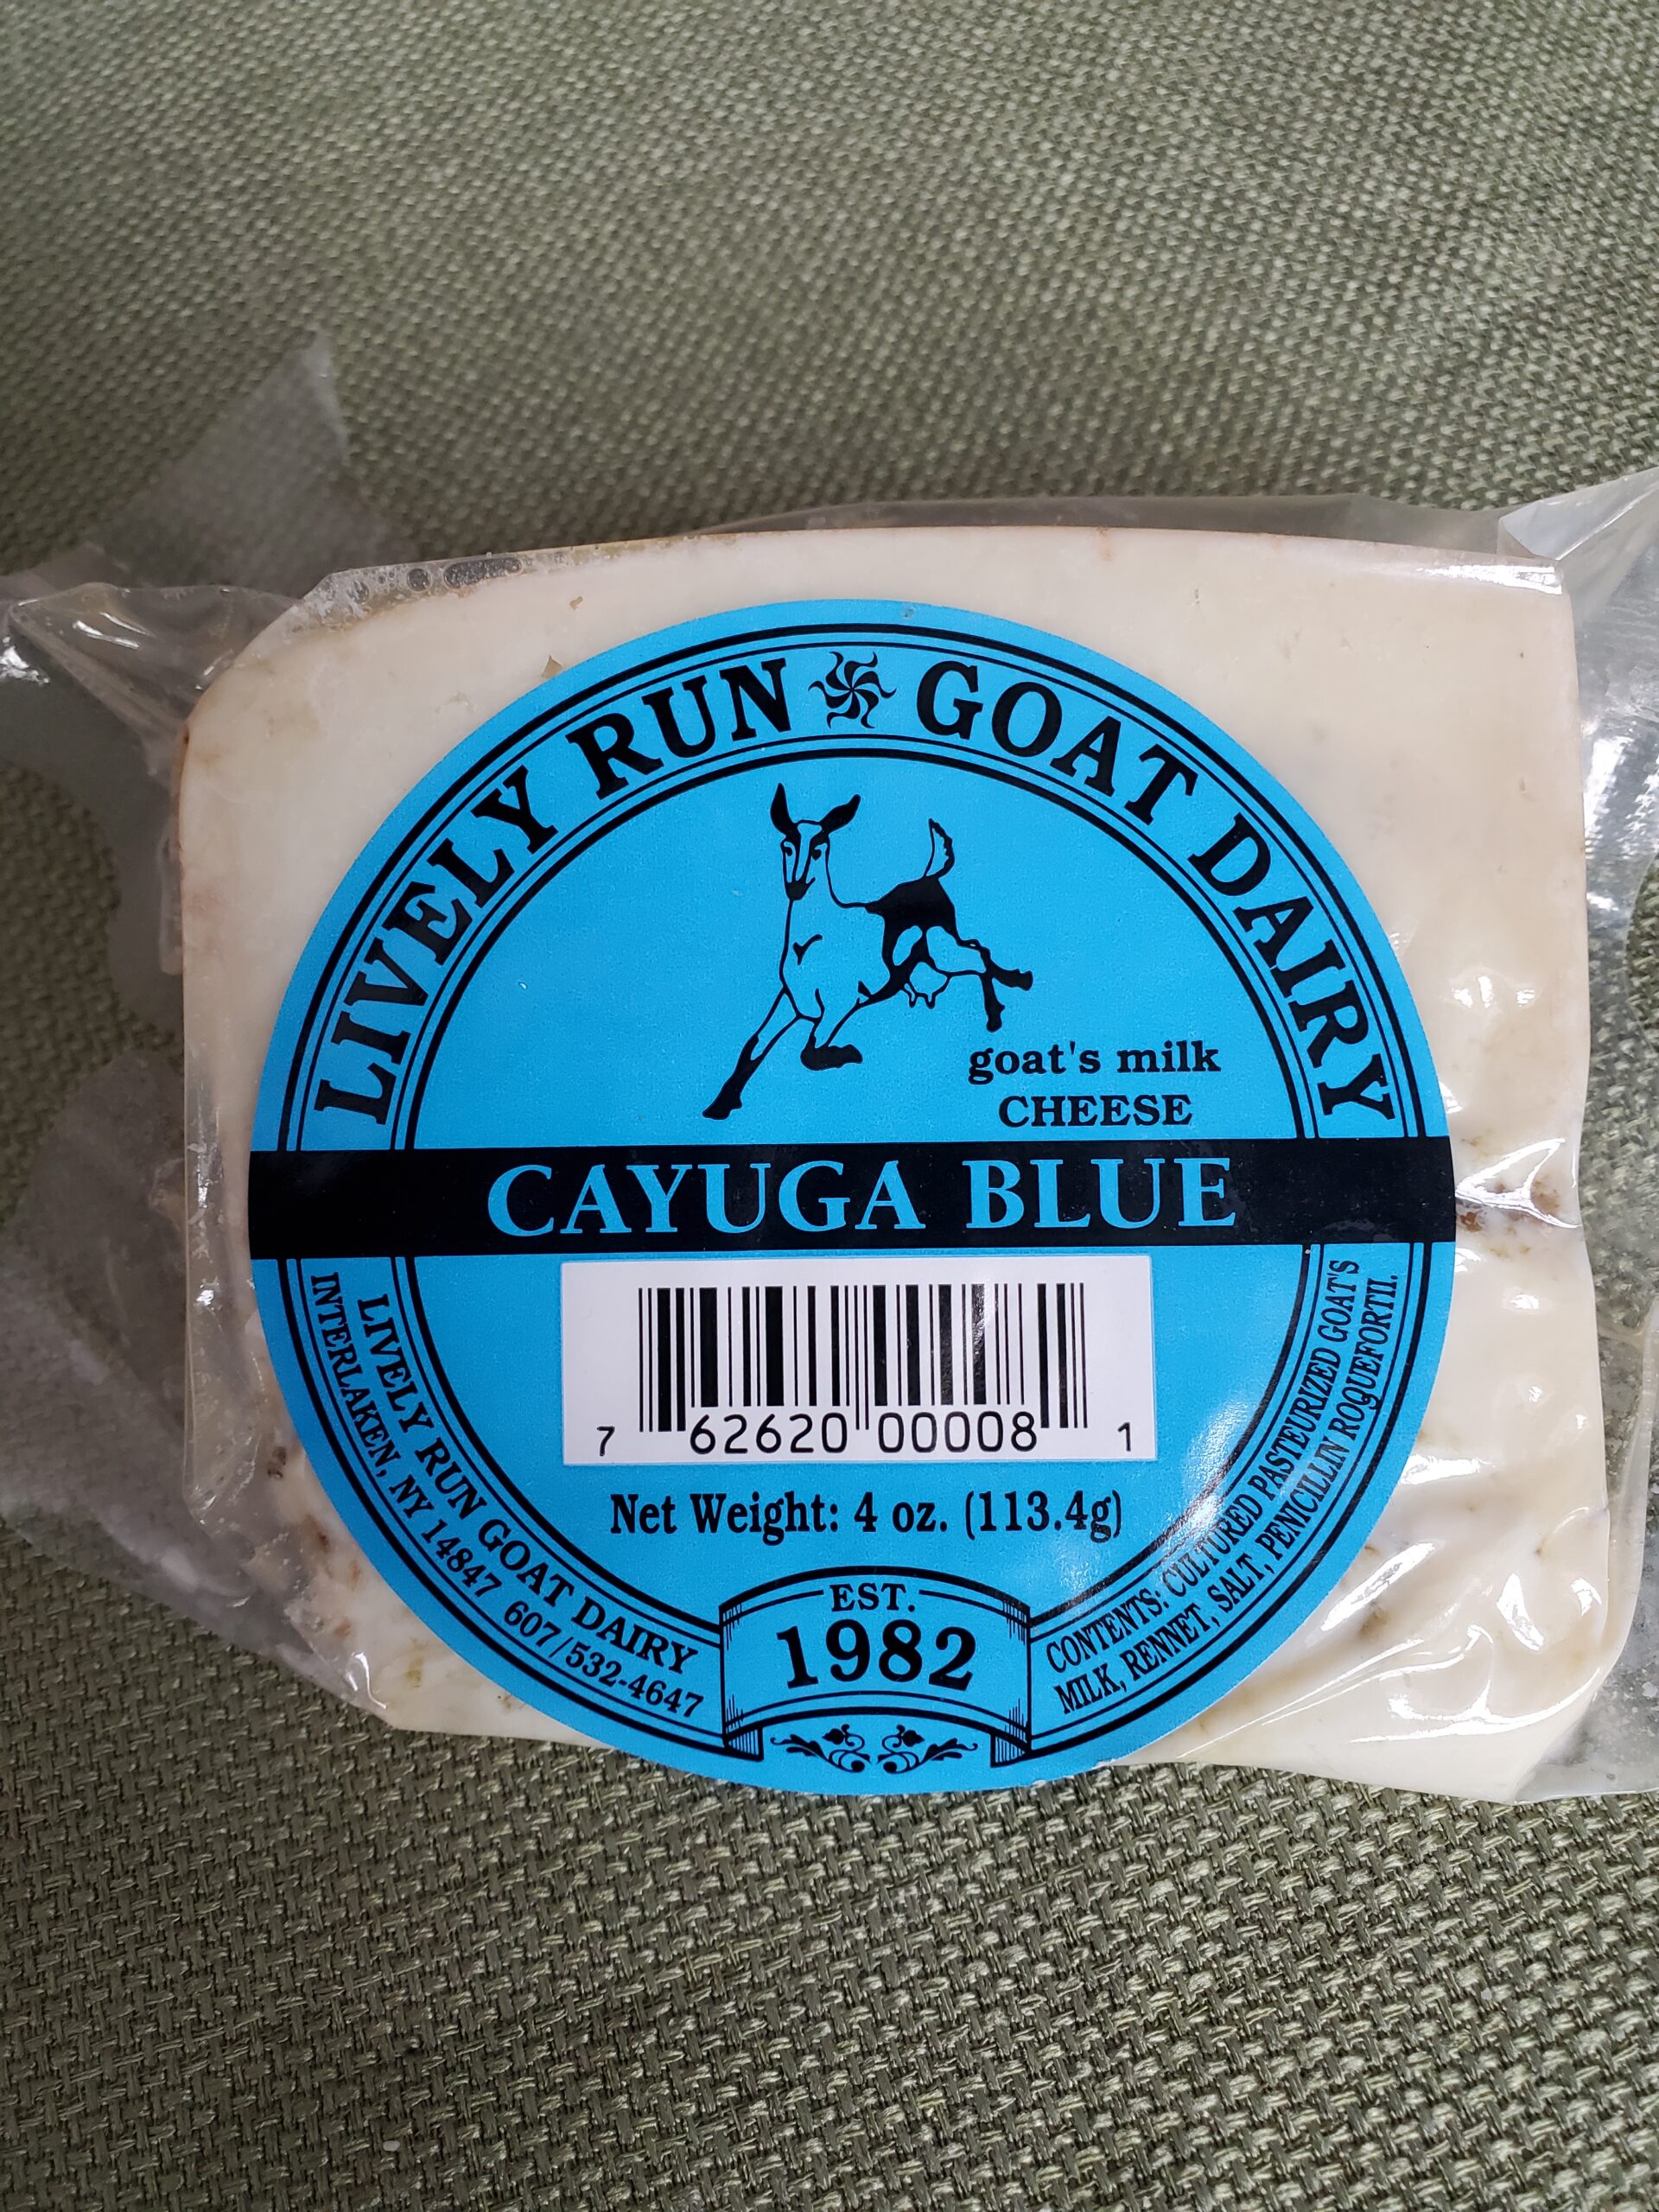 LIVELY RUN GOAT DAIRY
goat's milk
CHEESE
CAYUGA BLUE
7 62620 00008 1
Net Weight: 4 oz. (113.4g)
LIVELY RUN GOAT DAIRY
INTERLAKEN, NY 14847 607/532-4647
EST.
1982
CONTENTS: CULTURED PASTEURIZED GOAT'S
MILK, RENNET, SALT, PENICILLIN ROQUEFORTII.